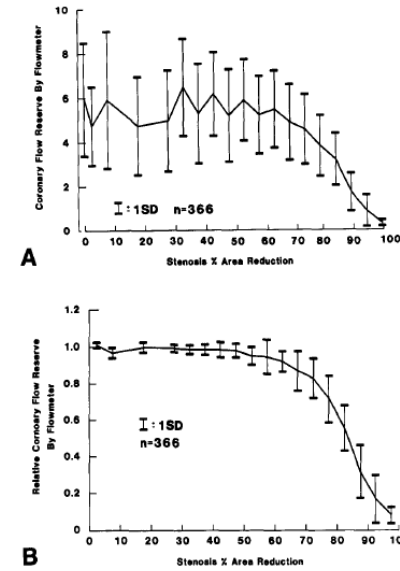 10
8
6
4
2
0
Coronary Flow Reserve By Flowmeter
I : 1SD n=366
0 10 20 30 40 50 60 70 80 90 100
Stenosis % Area Reduction
A
1.2
1.0
0.8
0.6
0.4
0.2
0
Relative Cornoary Flow Reserve
By Flowmeter
I : 1SD
n=366
0 10 20 30 40 50 60 70 80 90 100
Stenosis % Area Reduction
B